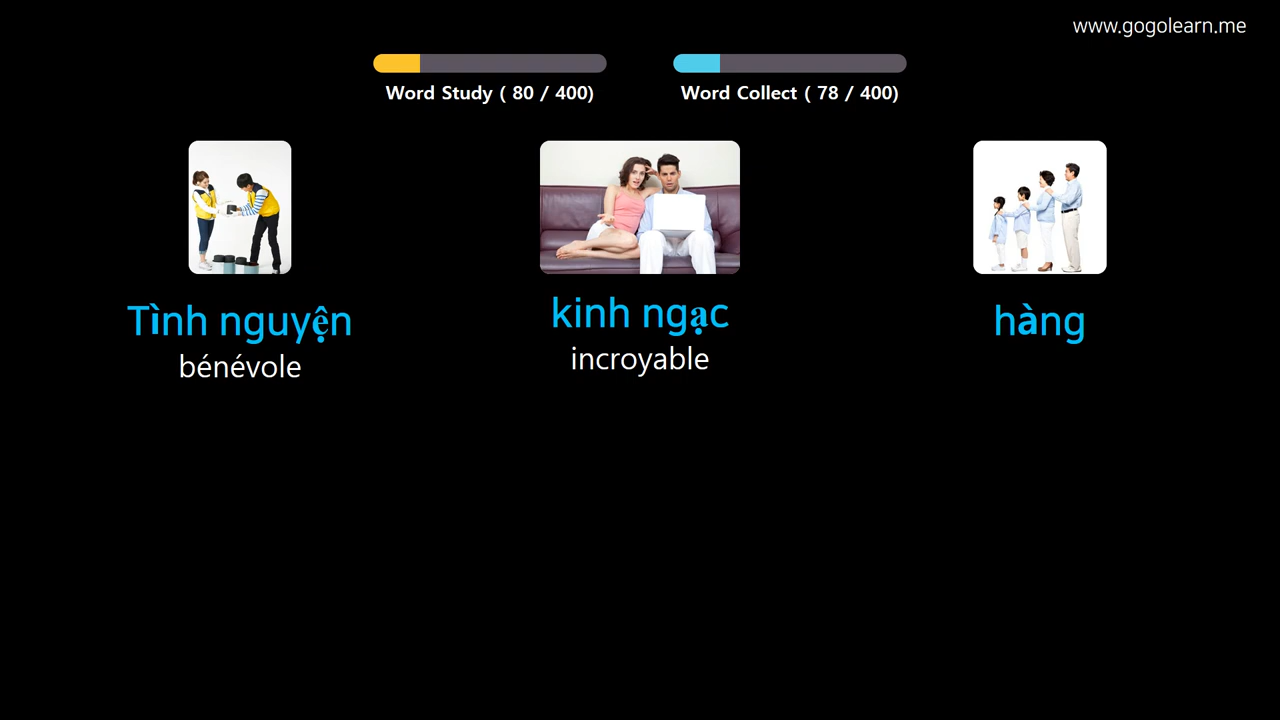 www.gogolearn.me
Word Study ( 80 / 400)
Word Collect ( 78 / 400)
Tình nguyện
bénévole
kinh ngạc
incroyable
hàng